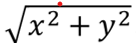 √(x² + y²)